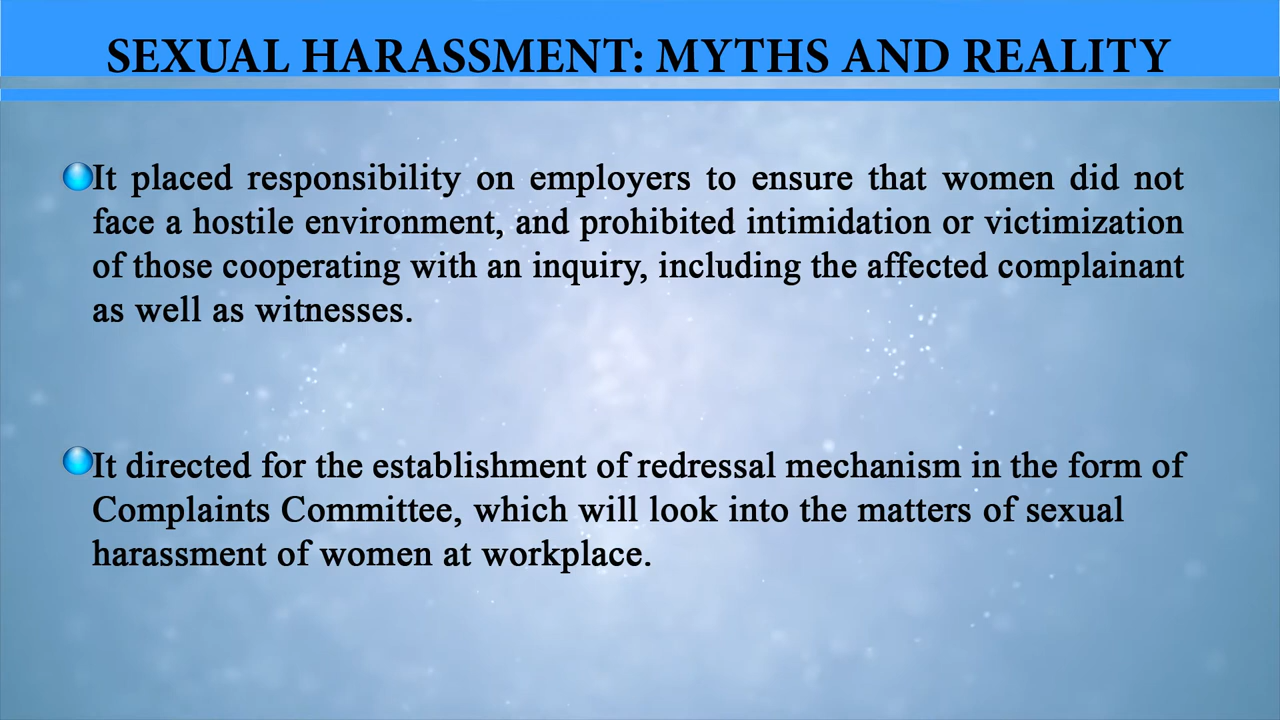 SEXUAL HARASSMENT: MYTHS AND REALITY
It placed responsibility on employers to ensure that women did not
face a hostile environment, and prohibited intimidation or victimization
of those cooperating with an inquiry, including the affected complainant
as well as witnesses.
It directed for the establishment of redressal mechanism in the form of
Complaints Committee, which will look into the matters of sexual
harassment of women at workplace.